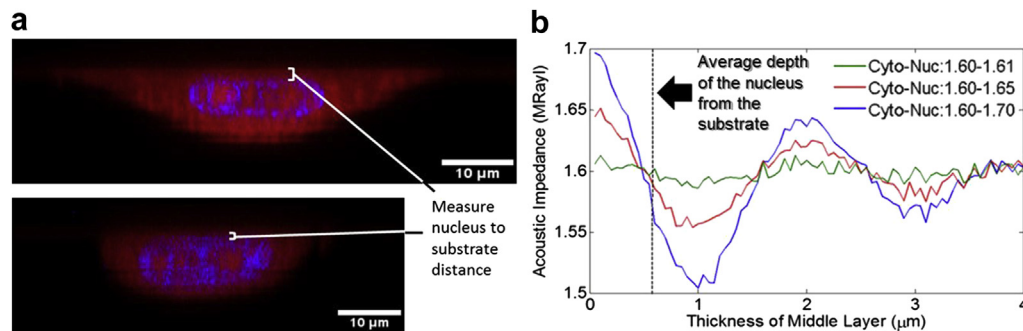 a
10 µm
10 µm
Measure
nucleus to
substrate
distance
b
Acoustic Impedance (MRayl)
1.7
1.65
1.6
1.55
1.5
Average depth
of the nucleus
from the
substrate
Cyto-Nuc:1.60-1.61
Cyto-Nuc:1.60-1.65
Cyto-Nuc:1.60-1.70
0
1
2
3
4
Thickness of Middle Layer (µm)